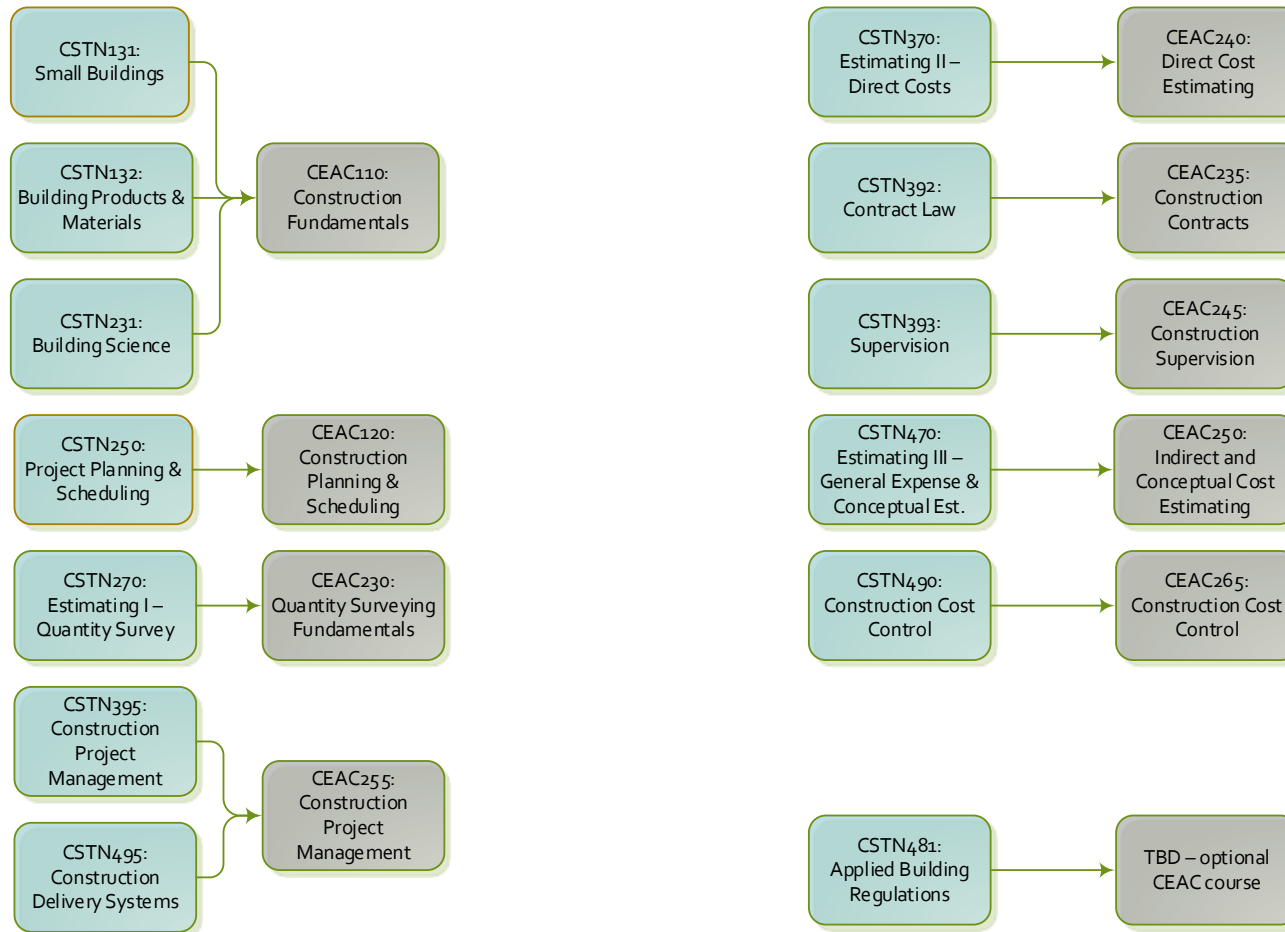 CSTN131:
Small Buildings
CSTN132:
Building Products &
Materials
CSTN231:
Building Science
CEAC110:
Construction
Fundamentals
CSTN250:
Project Planning &
Scheduling
CEAC120:
Construction
Planning &
Scheduling
CSTN270:
Estimating I –
Quantity Survey
CEAC230:
Quantity Surveying
Fundamentals
CSTN395:
Construction
Project
Management
CSTN495:
Construction
Delivery Systems
CEAC255:
Construction
Project
Management
CSTN370:
Estimating II –
Direct Costs
CEAC240:
Direct Cost
Estimating
CSTN392:
Contract Law
CEAC235:
Construction
Contracts
CSTN393:
Supervision
CEAC245:
Construction
Supervision
CSTN470:
Estimating III –
General Expense &
Conceptual Est.
CEAC250:
Indirect and
Conceptual Cost
Estimating
CSTN490:
Construction Cost
Control
CEAC265:
Construction Cost
Control
CSTN481:
Applied Building
Regulations
TBD – optional
CEAC course